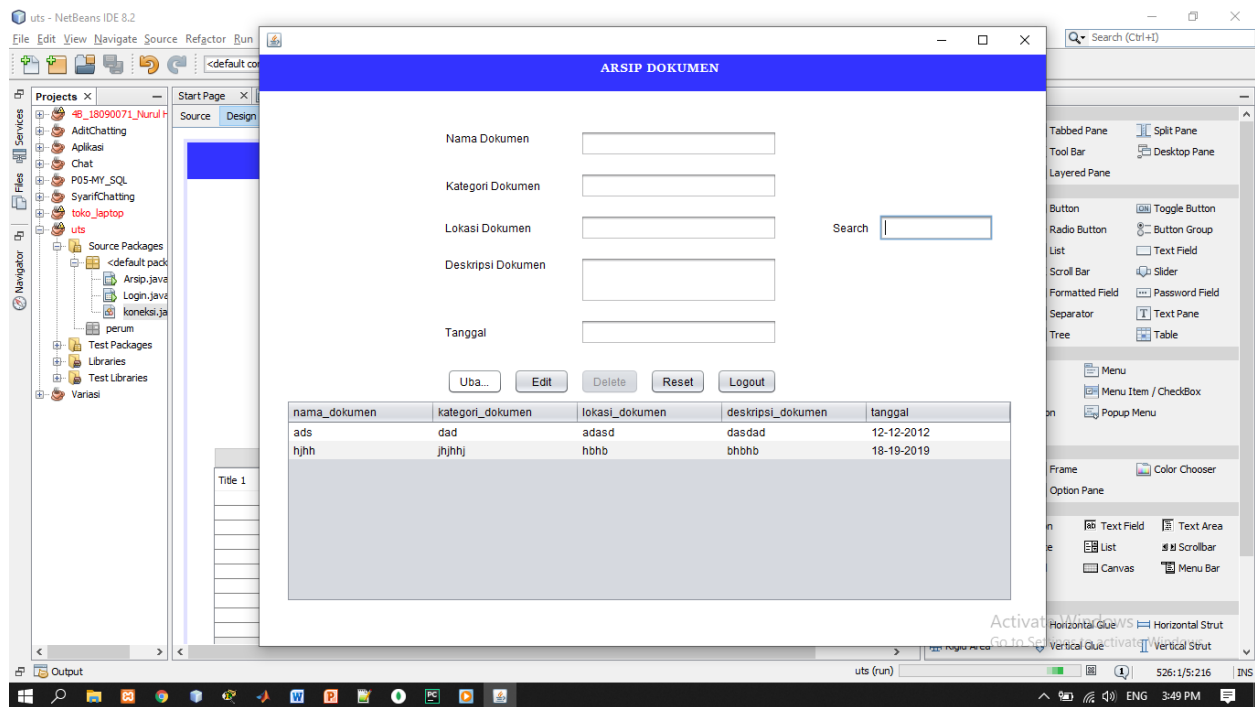 uts - NetBeans IDE 8.2
File Edit View Navigate Source Refactor Run
Search (Ctrl+I)
<default co
ARSIP DOKUMEN
Projects
Start Page
Services
Files
Navigator
Source Design
4B_18090071_Nurul H
AditChatting
Aplikasi
Chat
P05-MY_SQL
SyarifChatting
toko_laptop
uts
Source Packages
<default pack
Arsip.java
Login.java
koneksi.ja
perum
Test Packages
Libraries
Test Libraries
Variasi
Title 1
Nama Dokumen
Kategori Dokumen
Lokasi Dokumen
Search
Deskripsi Dokumen
Tanggal
Uba... Edit Delete Reset Logout
nama_dokumen kategori_dokumen lokasi_dokumen deskripsi_dokumen tanggal
ads dad adasd dasdad 12-12-2012
hjhh jhjhhj hbhb bhbhb 18-19-2019
Tabbed Pane Split Pane
Tool Bar Desktop Pane
Layered Pane
Button Toggle Button
Radio Button Button Group
List Text Field
Scroll Bar Slider
Formatted Field Password Field
Separator Text Pane
Tree Table
Menu
Menu Item / CheckBox
Popup Menu
Frame Color Chooser
Option Pane
Text Field Text Area
List Scrollbar
Canvas Menu Bar
Activate Windows
Go to Settings to activate Windows.
Horizontal Glue Horizontal Strut
Rigid Area Vertical Glue Vertical Strut
Output
uts (run)
1
526:1/5:216 INS
ENG 3:49 PM